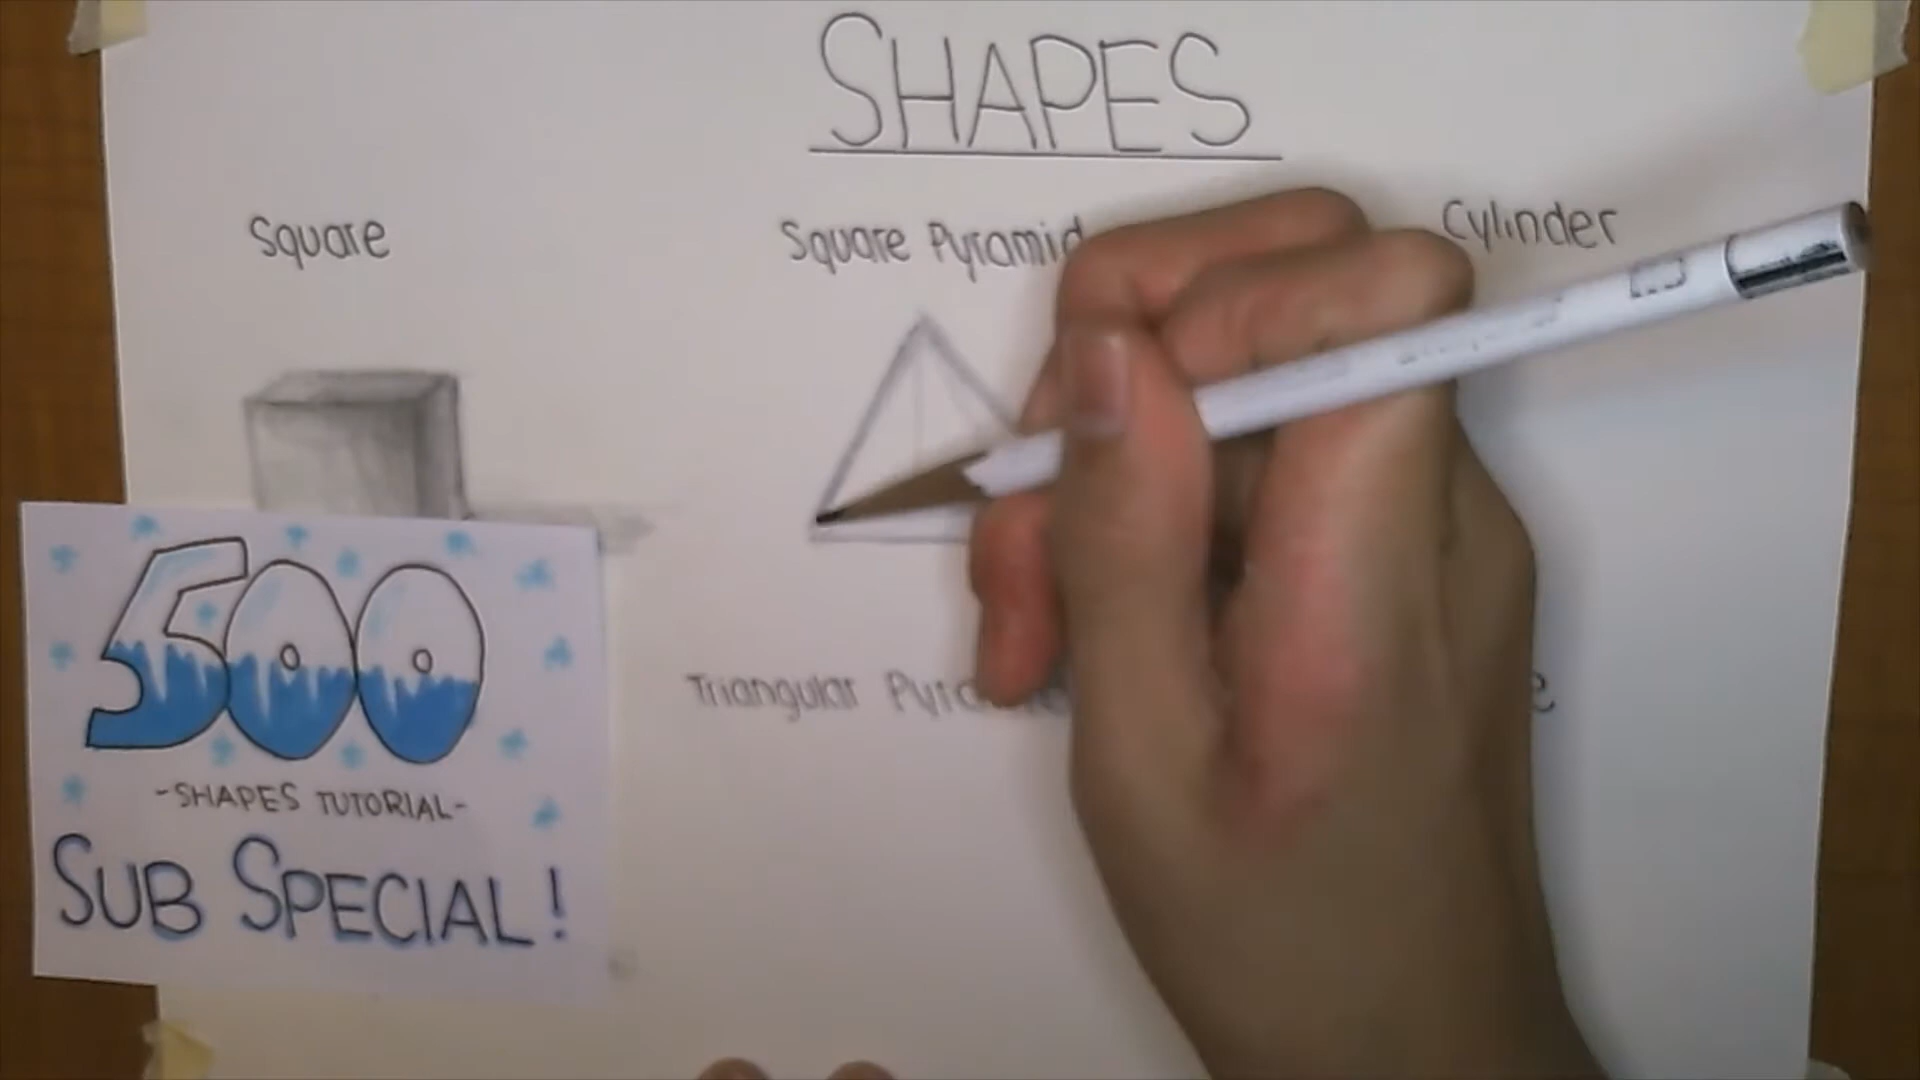 SHAPES
Square
Square Pyramid
Cylinder
Triangular
500
-SHAPES TUTORIAL-
SUB SPECIAL!